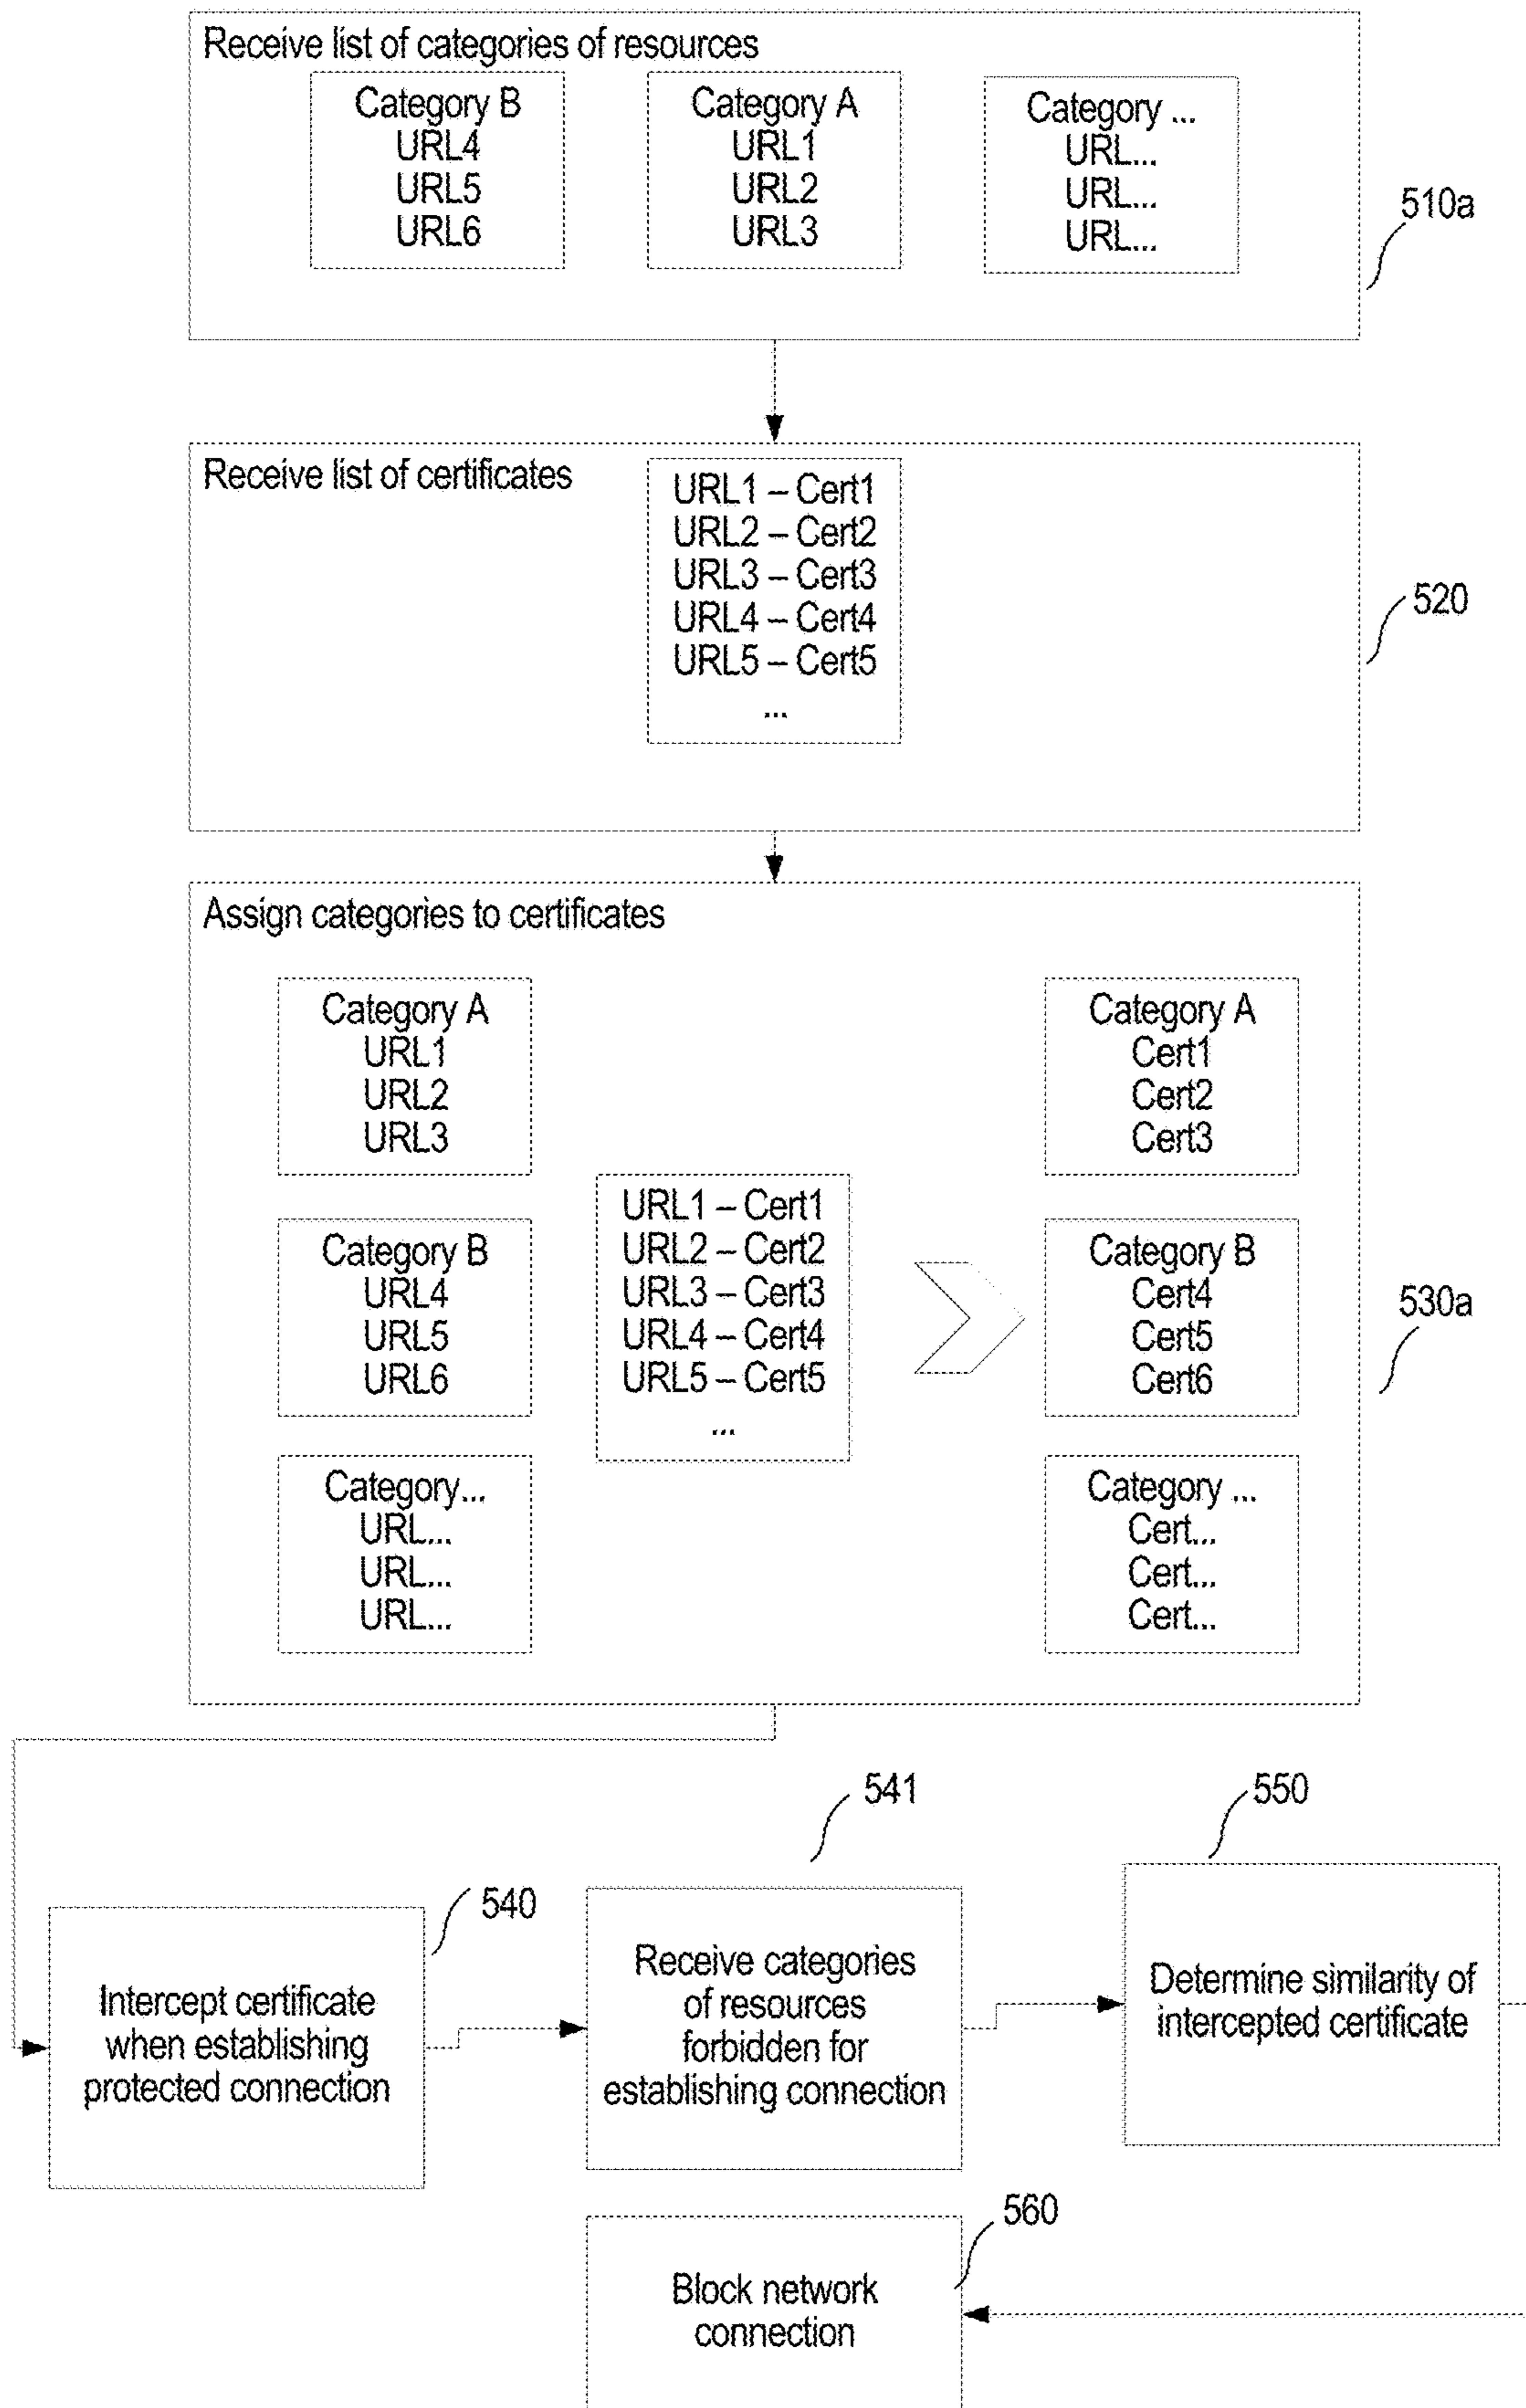 Receive list of categories of resources
Category B
URL4
URL5
URL6
Category A
URL1
URL2
URL3
Category ...
URL...
URL...
URL...
510a
Receive list of certificates
URL1 – Cert1
URL2 – Cert2
URL3 – Cert3
URL4 – Cert4
URL5 – Cert5
...
520
Assign categories to certificates
Category A
URL1
URL2
URL3
Category B
URL4
URL5
URL6
Category...
URL...
URL...
URL...
URL1 – Cert1
URL2 – Cert2
URL3 – Cert3
URL4 – Cert4
URL5 – Cert5
...
Category A
Cert1
Cert2
Cert3
Category B
Cert4
Cert5
Cert6
Category ...
Cert...
Cert...
Cert...
530a
540
Intercept certificate
when establishing
protected connection
541
Receive categories
of resources
forbidden for
establishing connection
550
Determine similarity of
intercepted certificate
560
Block network
connection